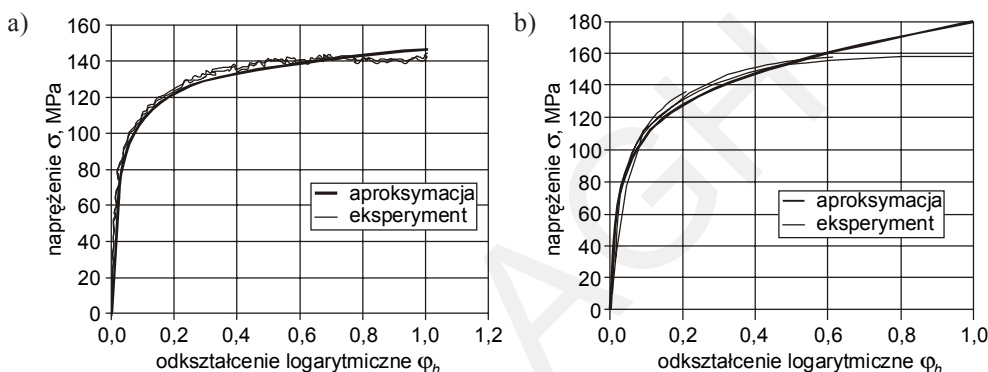 a)
naprężenie σ, MPa
160
140
120
100
80
60
40
20
0
0,0 0,2 0,4 0,6 0,8 1,0 1,2
odkształcenie logarytmiczne φh
aproksymacja
eksperyment
b)
naprężenie σ, MPa
180
160
140
120
100
80
60
40
20
0
0,0 0,2 0,4 0,6 0,8 1,0
odkształcenie logarytmiczne φh
aproksymacja
eksperyment
AGH